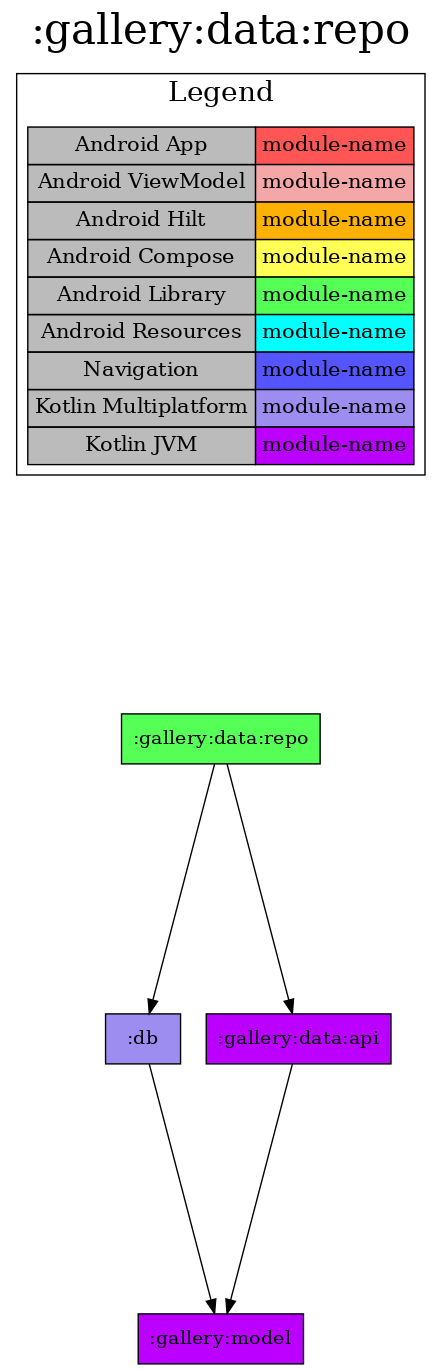 :gallery:data:repo
Legend
Android App module-name
Android ViewModel module-name
Android Hilt module-name
Android Compose module-name
Android Library module-name
Android Resources module-name
Navigation module-name
Kotlin Multiplatform module-name
Kotlin JVM module-name
:gallery:data:repo
:db :gallery:data:api
:gallery:model